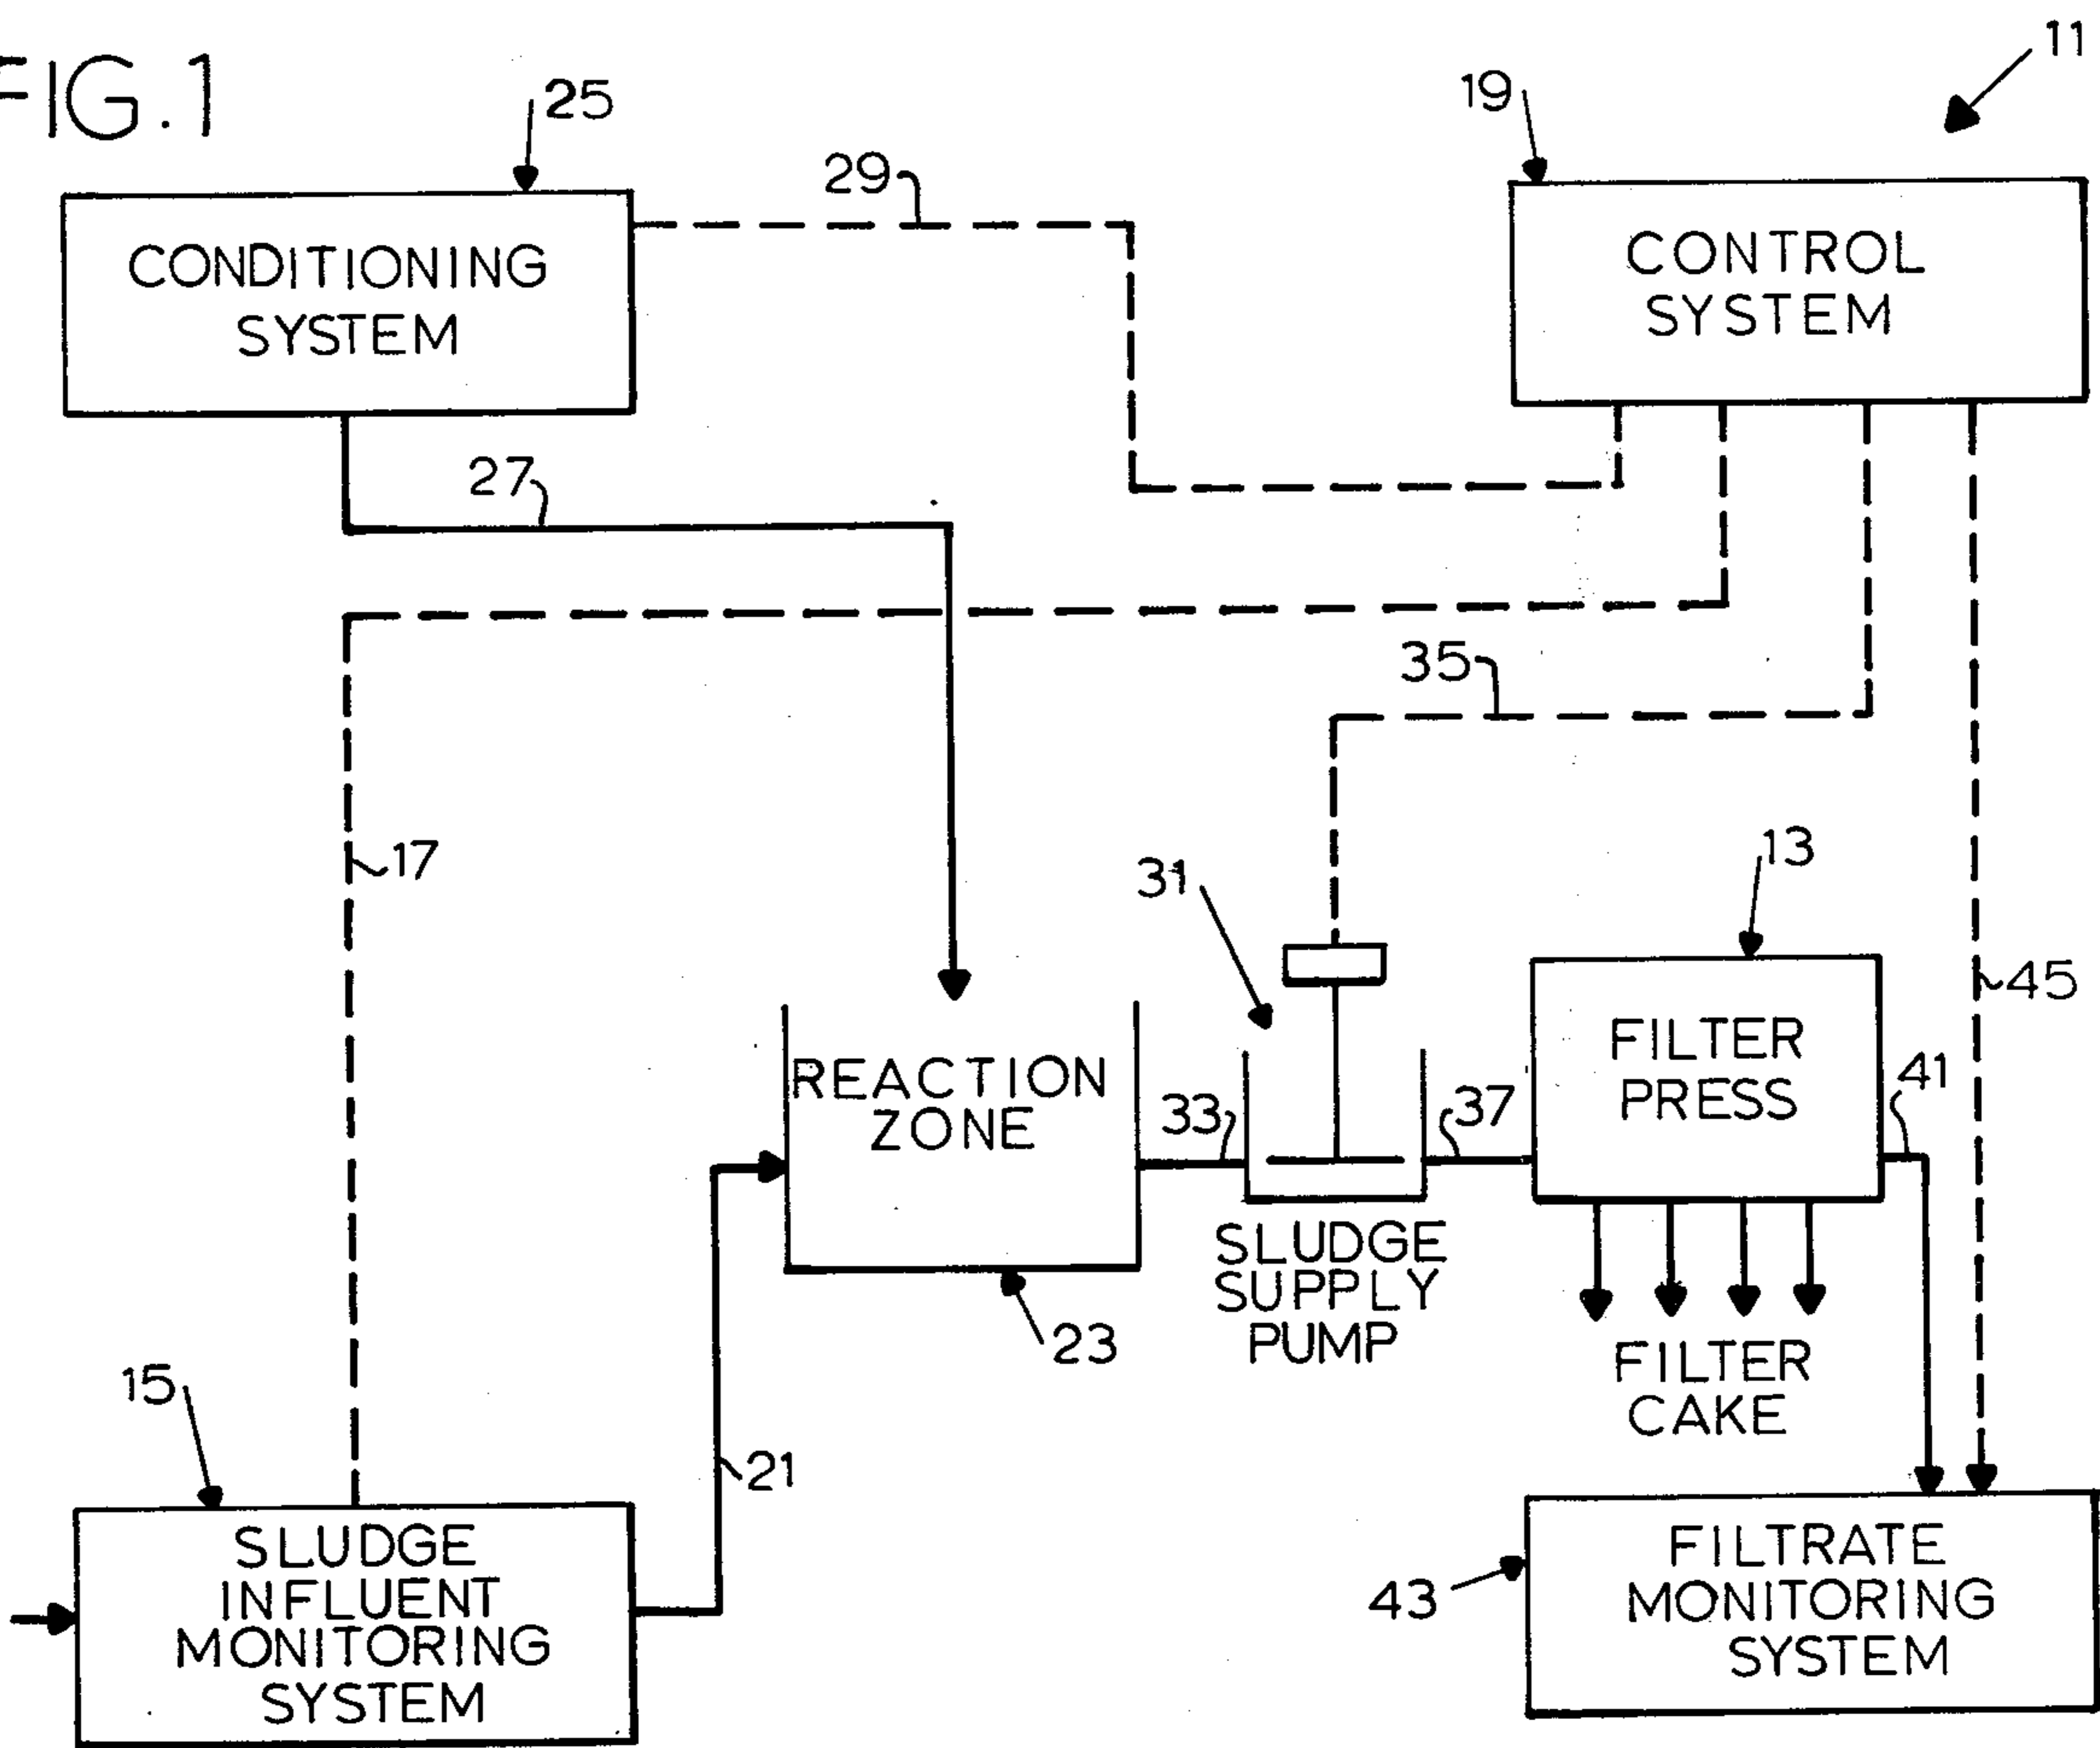 FIG. 1
11
25
19
29
CONDITIONING
SYSTEM
CONTROL
SYSTEM
27
35
17
31
13
REACTION
ZONE
FILTER
PRESS
45
33
37
41
SLUDGE
SUPPLY
PUMP
23
FILTER
CAKE
15
21
SLUDGE
INFLUENT
MONITORING
SYSTEM
43
FILTRATE
MONITORING
SYSTEM